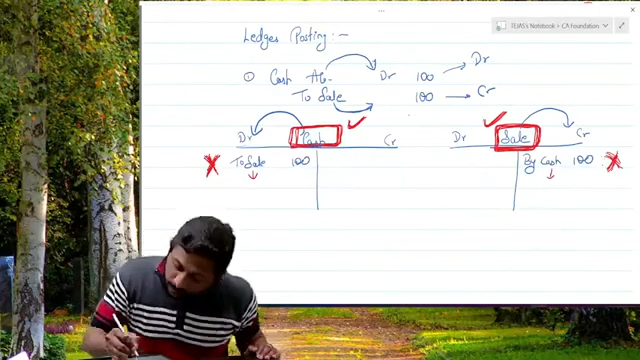 ...
TEJAS's Notebook > CA Foundation
Ledges Posting:-
① Cash A/c Dr 100 → Dr
To Sale 100 → Cr
Dr Cash Cr
Dr Sale Cr
To Sale 100
By Cash 100